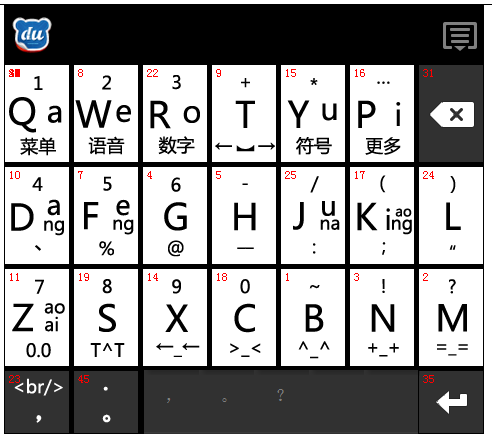 du
1 2 3 + * … 31
8 22 9 15 16
Q a W e R o T Y u P i
菜单 语音 数字 ←⎵→ 符号 更多
10 7 4 5 25 17 24
4 5 6 - / ( )
D a ng F e ng G H J u na K i ao ing L
、 % @ — : ; “
11 19 14 18 1 3 2
7 8 9 0 ~ ! ?
Z ao ai S X C B N M
0.0 T^T ←_← >_< ^_^ +_+ =_=
23 45 35
<br/> · , 。 ?
, 。